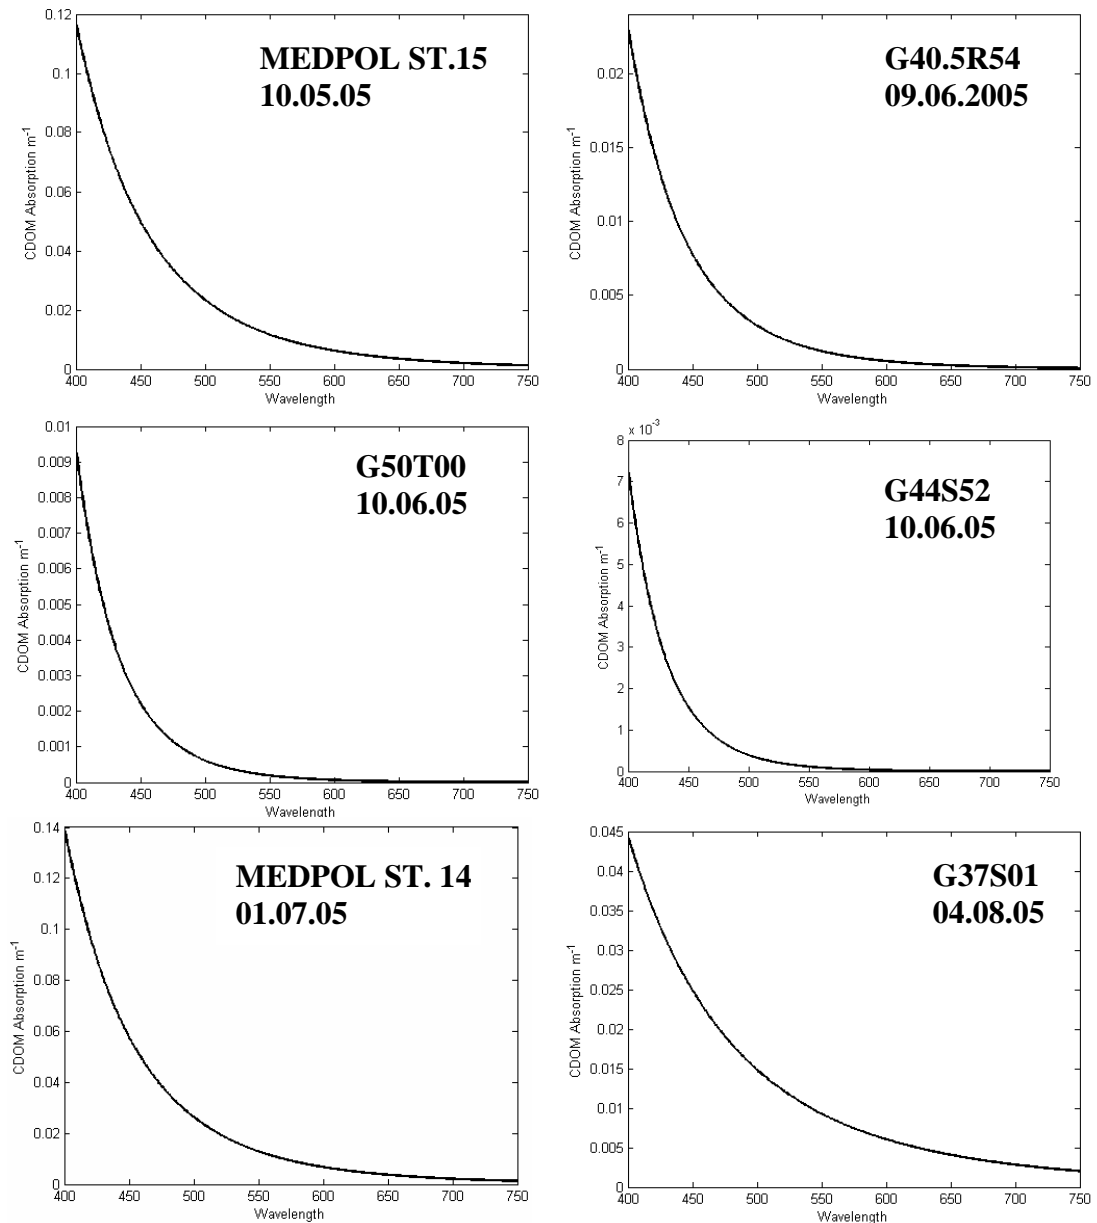 MEDPOL ST.15
10.05.05
0.12
0.1
0.08
0.06
0.04
0.02
0
CDOM Absorption m⁻¹
400 450 500 550 600 650 700 750
Wavelength
G40.5R54
09.06.2005
0.02
0.015
0.01
0.005
0
CDOM Absorption m⁻¹
400 450 500 550 600 650 700 750
Wavelength
G50T00
10.06.05
0.01
0.009
0.008
0.007
0.006
0.005
0.004
0.003
0.002
0.001
0
CDOM Absorption m⁻¹
400 450 500 550 600 650 700 750
Wavelength
x 10⁻³
G44S52
10.06.05
8
7
6
5
4
3
2
1
0
CDOM Absorption m⁻¹
400 450 500 550 600 650 700 750
Wavelength
MEDPOL ST. 14
01.07.05
0.14
0.12
0.1
0.08
0.06
0.04
0.02
0
CDOM Absorption m⁻¹
400 450 500 550 600 650 700 750
Wavelength
G37S01
04.08.05
0.045
0.04
0.035
0.03
0.025
0.02
0.015
0.01
0.005
0
CDOM Absorption m⁻¹
400 450 500 550 600 650 700 750
Wavelength